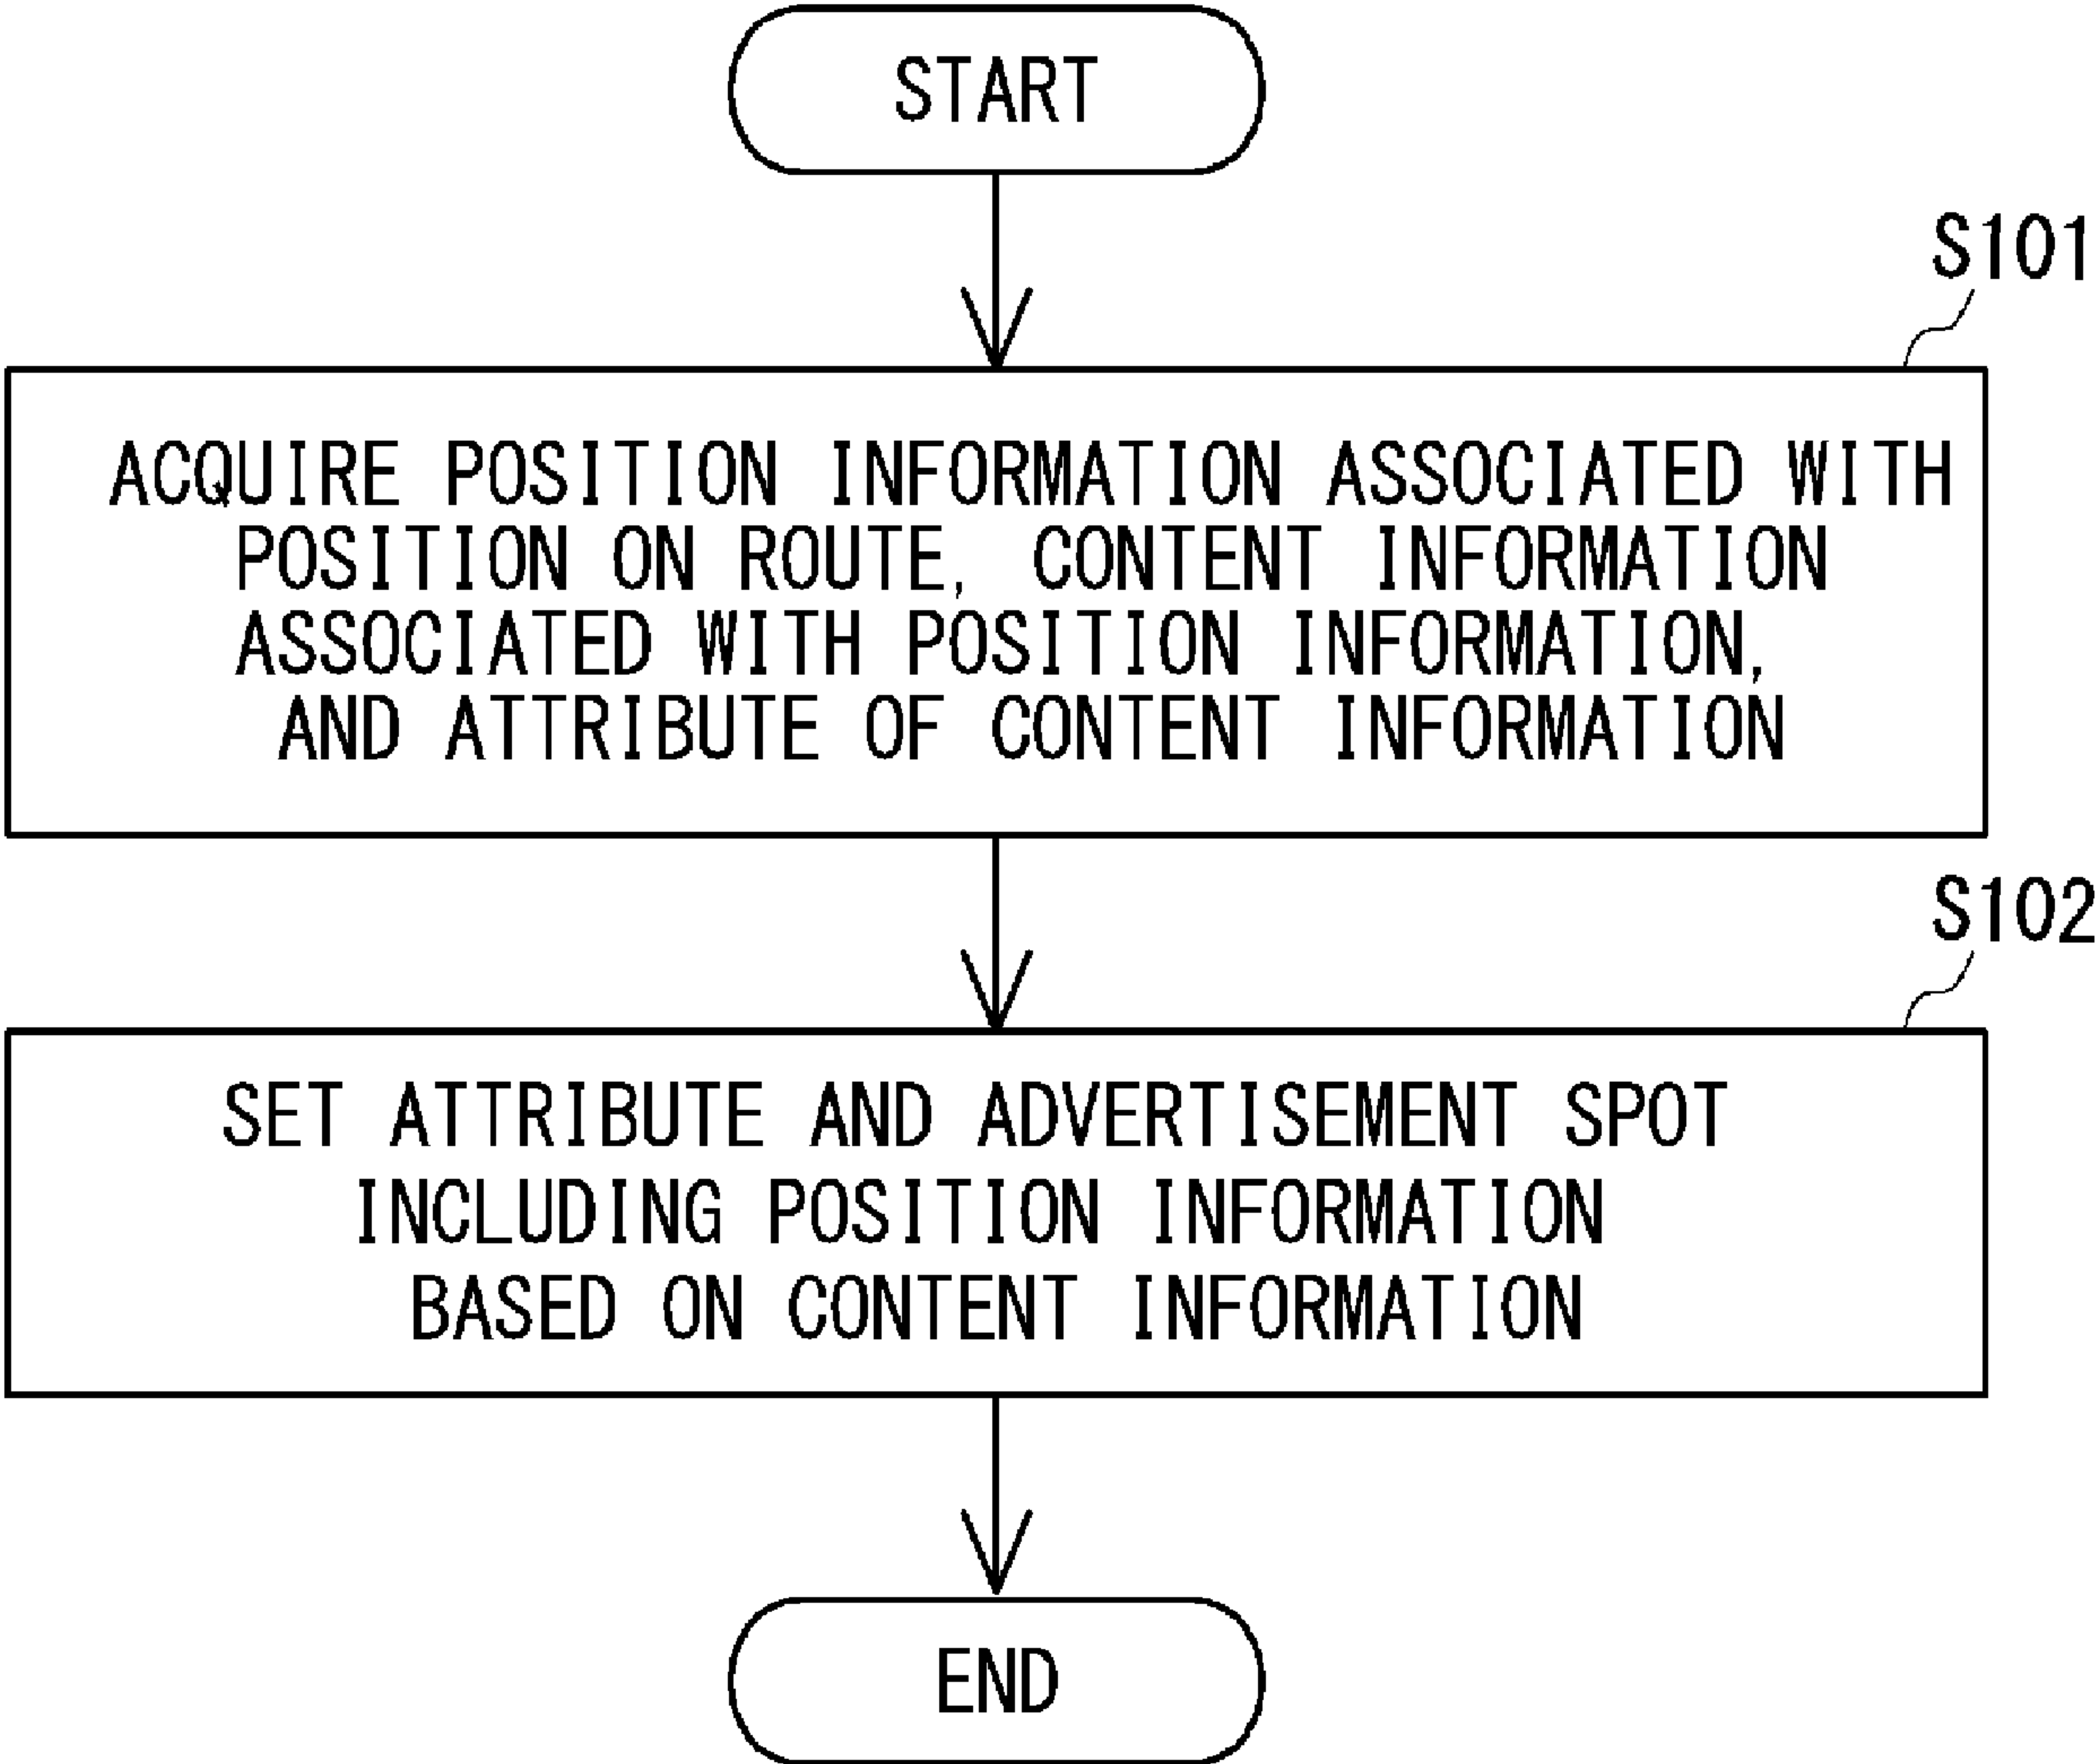 START
S101
ACQUIRE POSITION INFORMATION ASSOCIATED WITH
POSITION ON ROUTE, CONTENT INFORMATION
ASSOCIATED WITH POSITION INFORMATION,
AND ATTRIBUTE OF CONTENT INFORMATION
S102
SET ATTRIBUTE AND ADVERTISEMENT SPOT
INCLUDING POSITION INFORMATION
BASED ON CONTENT INFORMATION
END